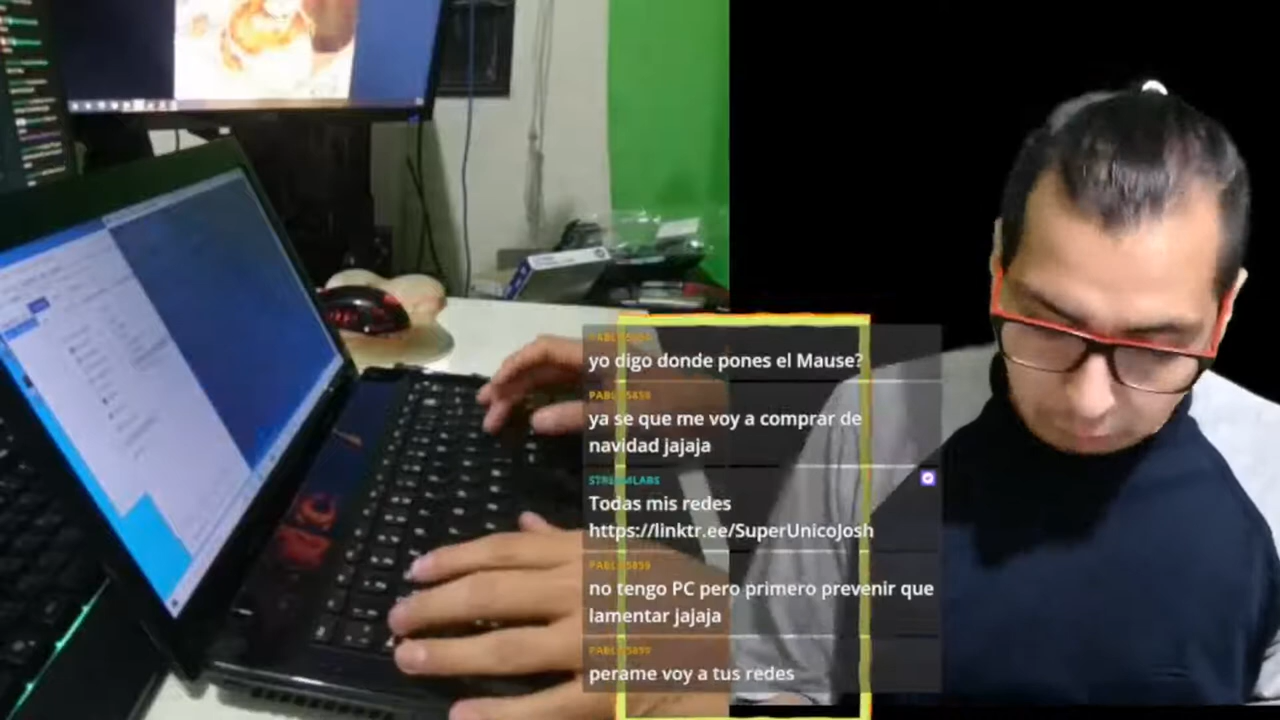 yo digo donde pones el Mause?
ya se que me voy a comprar de
navidad jajaja
STREAMLABS
Todas mis redes
https://linktr.ee/SuperUnicoJosh
no tengo PC pero primero prevenir que
lamentar jajaja
perame voy a tus redes